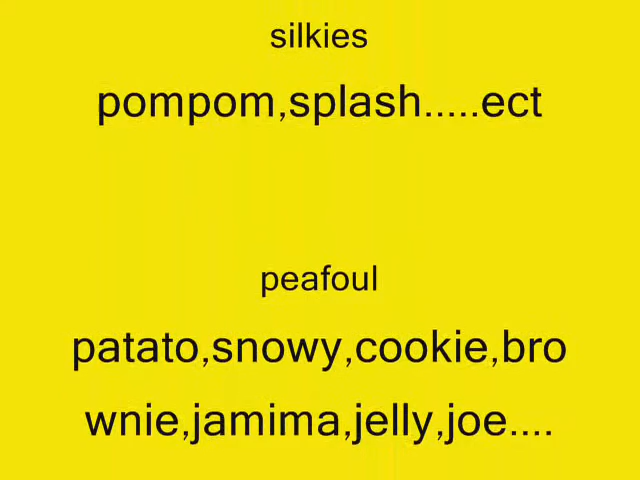 silkies
pompom,splash.....ect
peafoul
patato,snowy,cookie,bro
wnie,jamima,jelly,joe....